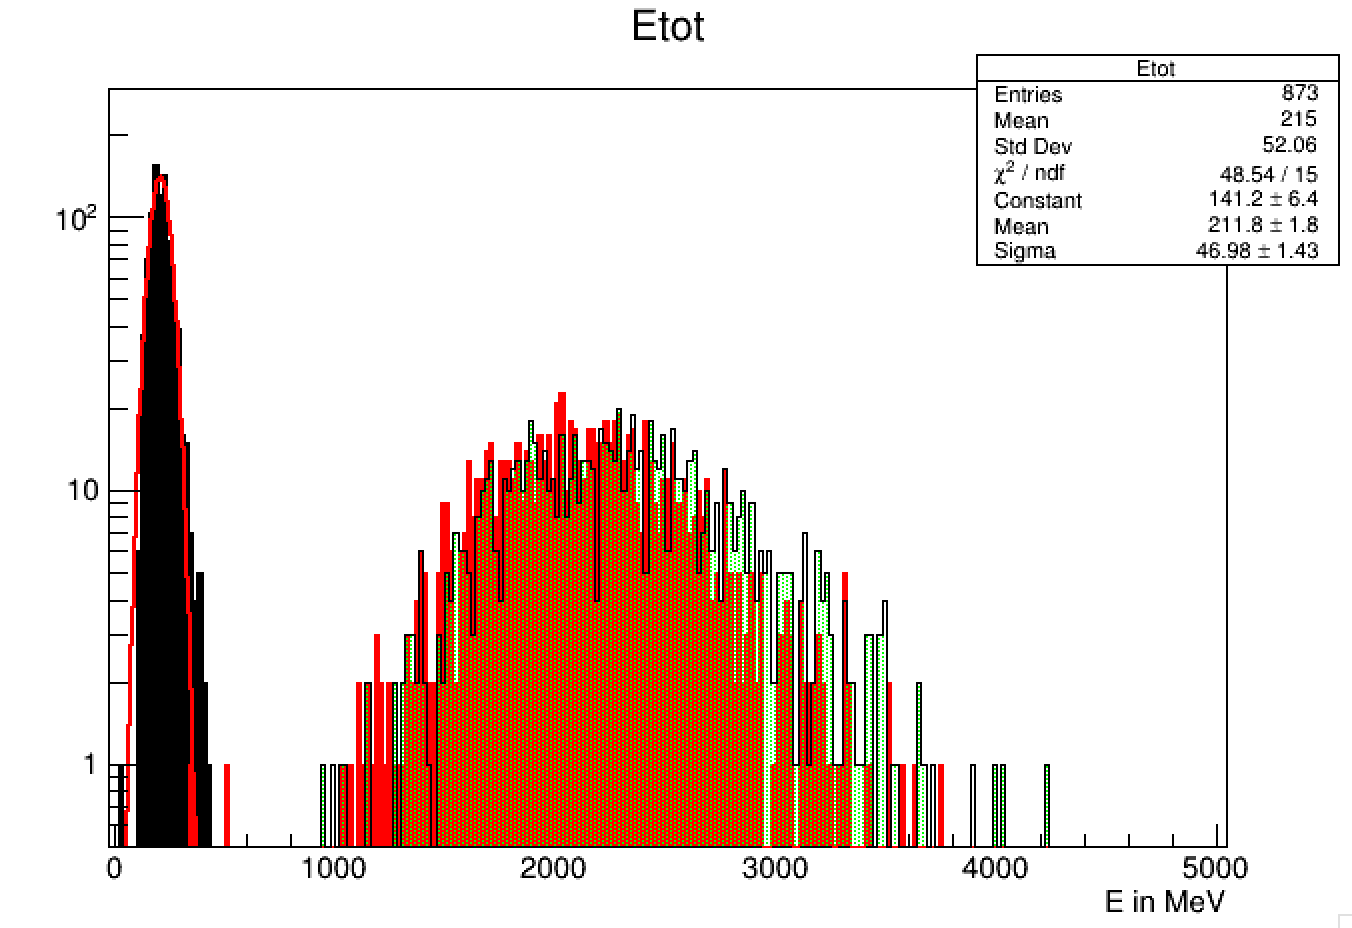 Etot
Etot
Entries 873
Mean 215
Std Dev 52.06
χ² / ndf 48.54 / 15
Constant 141.2 ± 6.4
Mean 211.8 ± 1.8
Sigma 46.98 ± 1.43
10²
10
1
0 1000 2000 3000 4000 5000
E in MeV